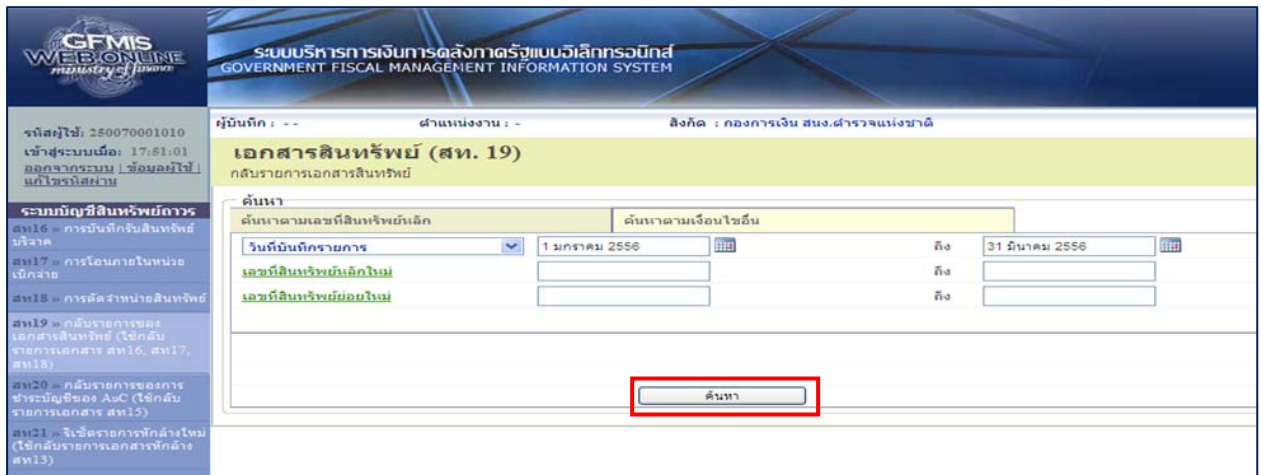 GFMIS
WEB ONLINE
ministry of finance
ระบบบริหารการเงินการคลังภาครัฐแบบอิเล็กทรอนิกส์
GOVERNMENT FISCAL MANAGEMENT INFORMATION SYSTEM
รหัสผู้ใช้: 250070001010
เข้าสู่ระบบเมื่อ: 17:51:01
ออกจากระบบ | ข้อมูลผู้ใช้ |
แก้ไขรหัสผ่าน
ระบบบัญชีสินทรัพย์ถาวร
สท16 » การบันทึกรับสินทรัพย์
บริจาค
สท17 » การโอนภายในหน่วย
เบิกจ่าย
สท18 » การตัดจำหน่ายสินทรัพย์
สท19 » กลับรายการของ
เอกสารสินทรัพย์ (ใช้กลับ
รายการเอกสาร สท16, สท17,
สท18)
สท20 » กลับรายการของการ
ชำระบัญชีของ AuC (ใช้กลับ
รายการเอกสาร สท15)
สท21 » รีเซ็ตรายการหักล้างใหม่
(ใช้กลับรายการเอกสารหักล้าง
สท13)
ผู้บันทึก : - - ตำแหน่งงาน : - สังกัด : กองการเงิน สนง.ตำรวจแห่งชาติ
เอกสารสินทรัพย์ (สท. 19)
กลับรายการเอกสารสินทรัพย์
ค้นหา
ค้นหาตามเลขที่สินทรัพย์หลัก ค้นหาตามเงื่อนไขอื่น
วันที่บันทึกรายการ 1 มกราคม 2556 ถึง 31 มีนาคม 2556
เลขที่สินทรัพย์หลักใหม่ ถึง
เลขที่สินทรัพย์ย่อยใหม่ ถึง
ค้นหา